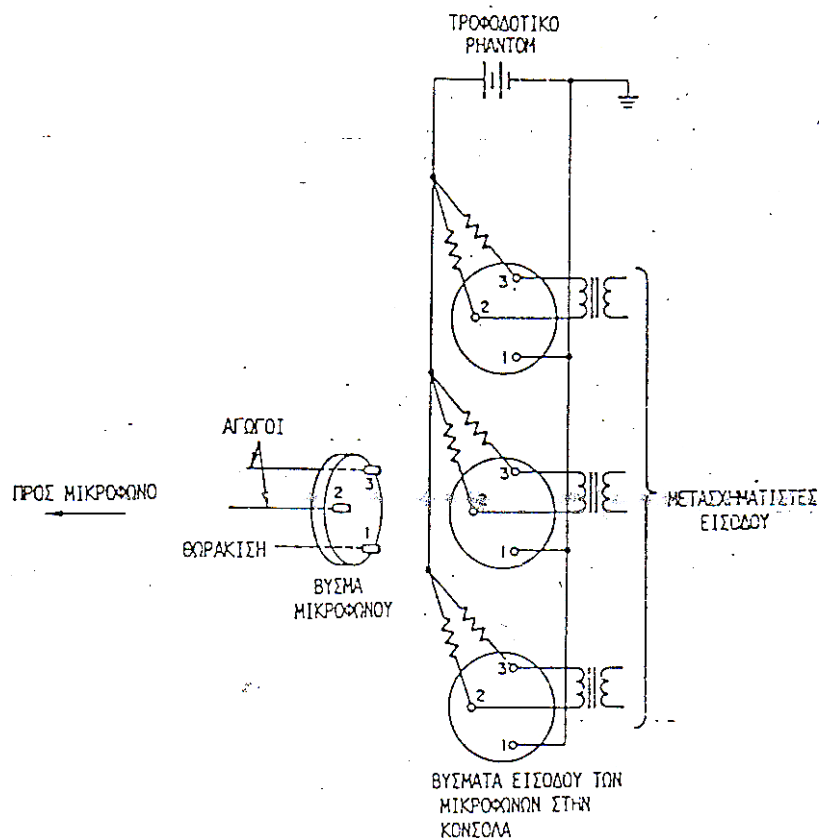 ΤΡΟΦΟΔΟΤΙΚΟ
PHANTOM
3
2
1
ΑΓΩΓΟΙ
ΠΡΟΣ ΜΙΚΡΟΦΩΝΟ
3
2
1
ΘΩΡΑΚΙΣΗ
ΒΥΣΜΑ
ΜΙΚΡΟΦΩΝΟΥ
3
2
1
ΜΕΤΑΣΧΗΜΑΤΙΣΤΕΣ
ΕΙΣΟΔΟΥ
3
2
1
ΒΥΣΜΑΤΑ ΕΙΣΟΔΟΥ ΤΩΝ
ΜΙΚΡΟΦΩΝΩΝ ΣΤΗΝ
ΚΟΝΣΟΛΑ